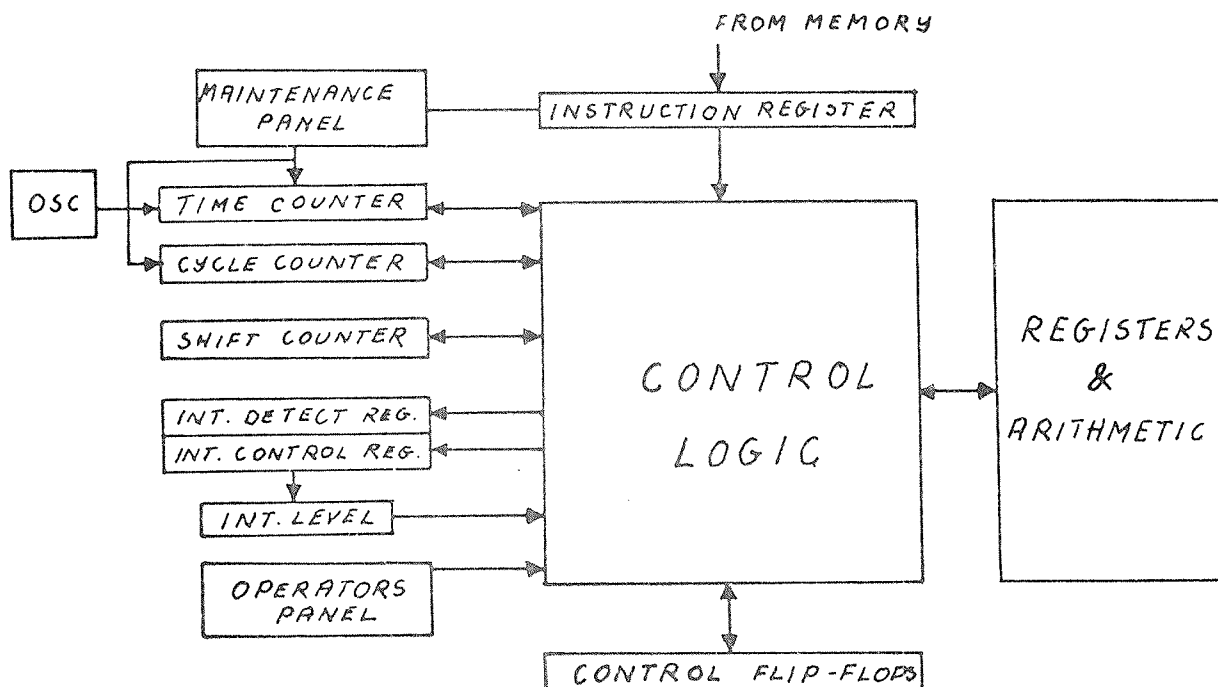 FROM MEMORY
MAINTENANCE
PANEL
INSTRUCTION REGISTER
OSC
TIME COUNTER
CYCLE COUNTER
SHIFT COUNTER
INT. DETECT REG.
INT. CONTROL REG.
INT. LEVEL
OPERATORS
PANEL
CONTROL
LOGIC
REGISTERS
&
ARITHMETIC
CONTROL FLIP-FLOPS